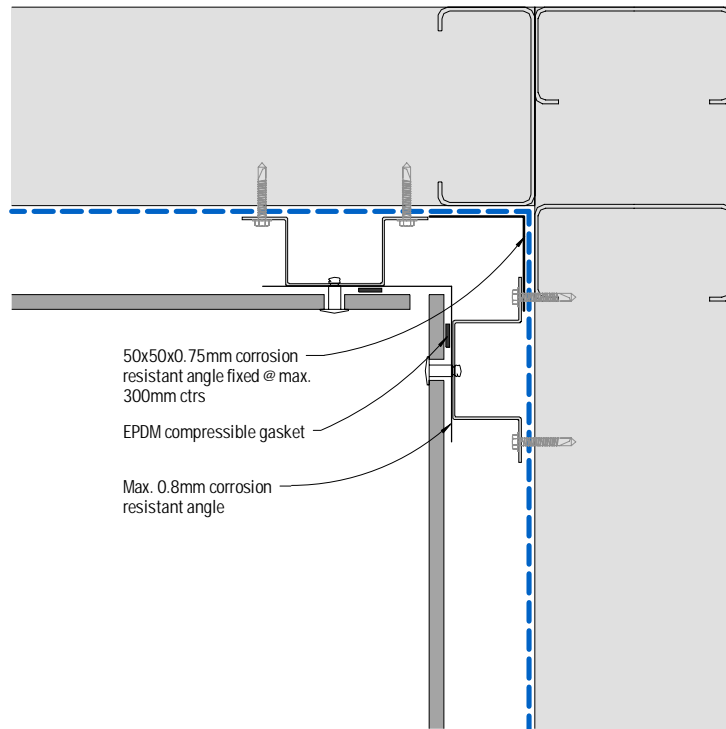 50x50x0.75mm corrosion
resistant angle fixed @ max.
300mm ctrs
EPDM compressible gasket
Max. 0.8mm corrosion
resistant angle